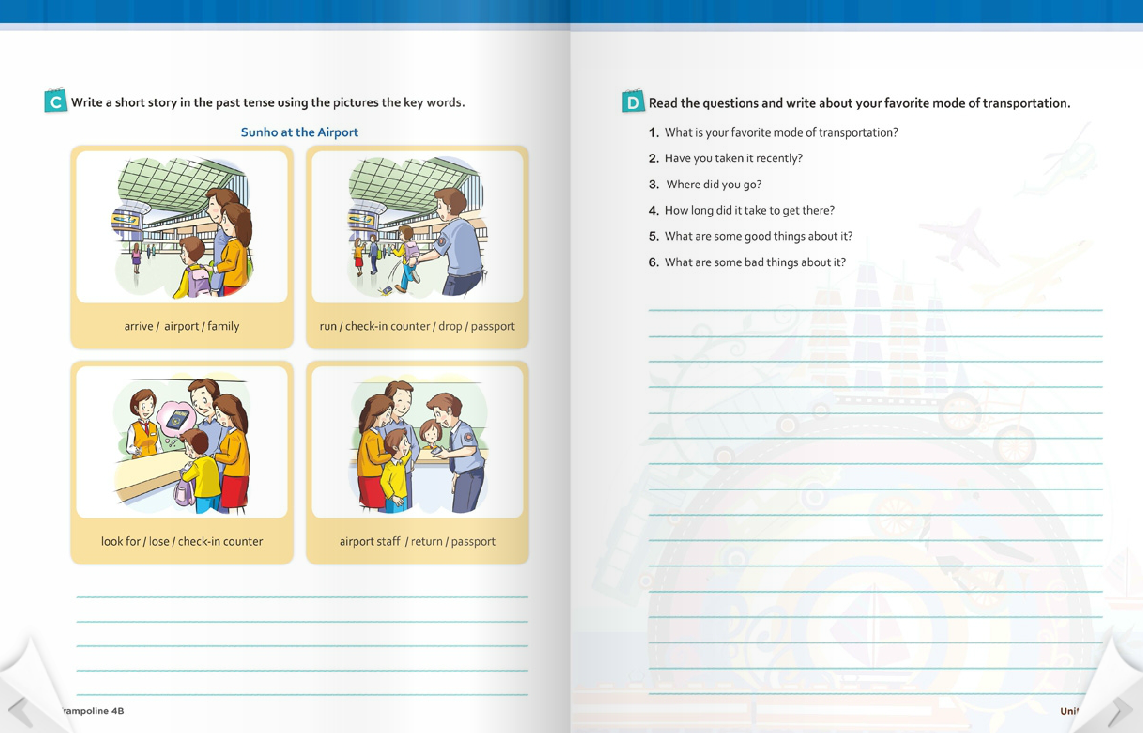 C Write a short story in the past tense using the pictures the key words.
Sunho at the Airport
arrive / airport / family
run / check-in counter / drop / passport
look for / lose / check-in counter
airport staff / return / passport
4B
D Read the questions and write about your favorite mode of transportation.
1. What is your favorite mode of transportation?
2. Have you taken it recently?
3. Where did you go?
4. How long did it take to get there?
5. What are some good things about it?
6. What are some bad things about it?